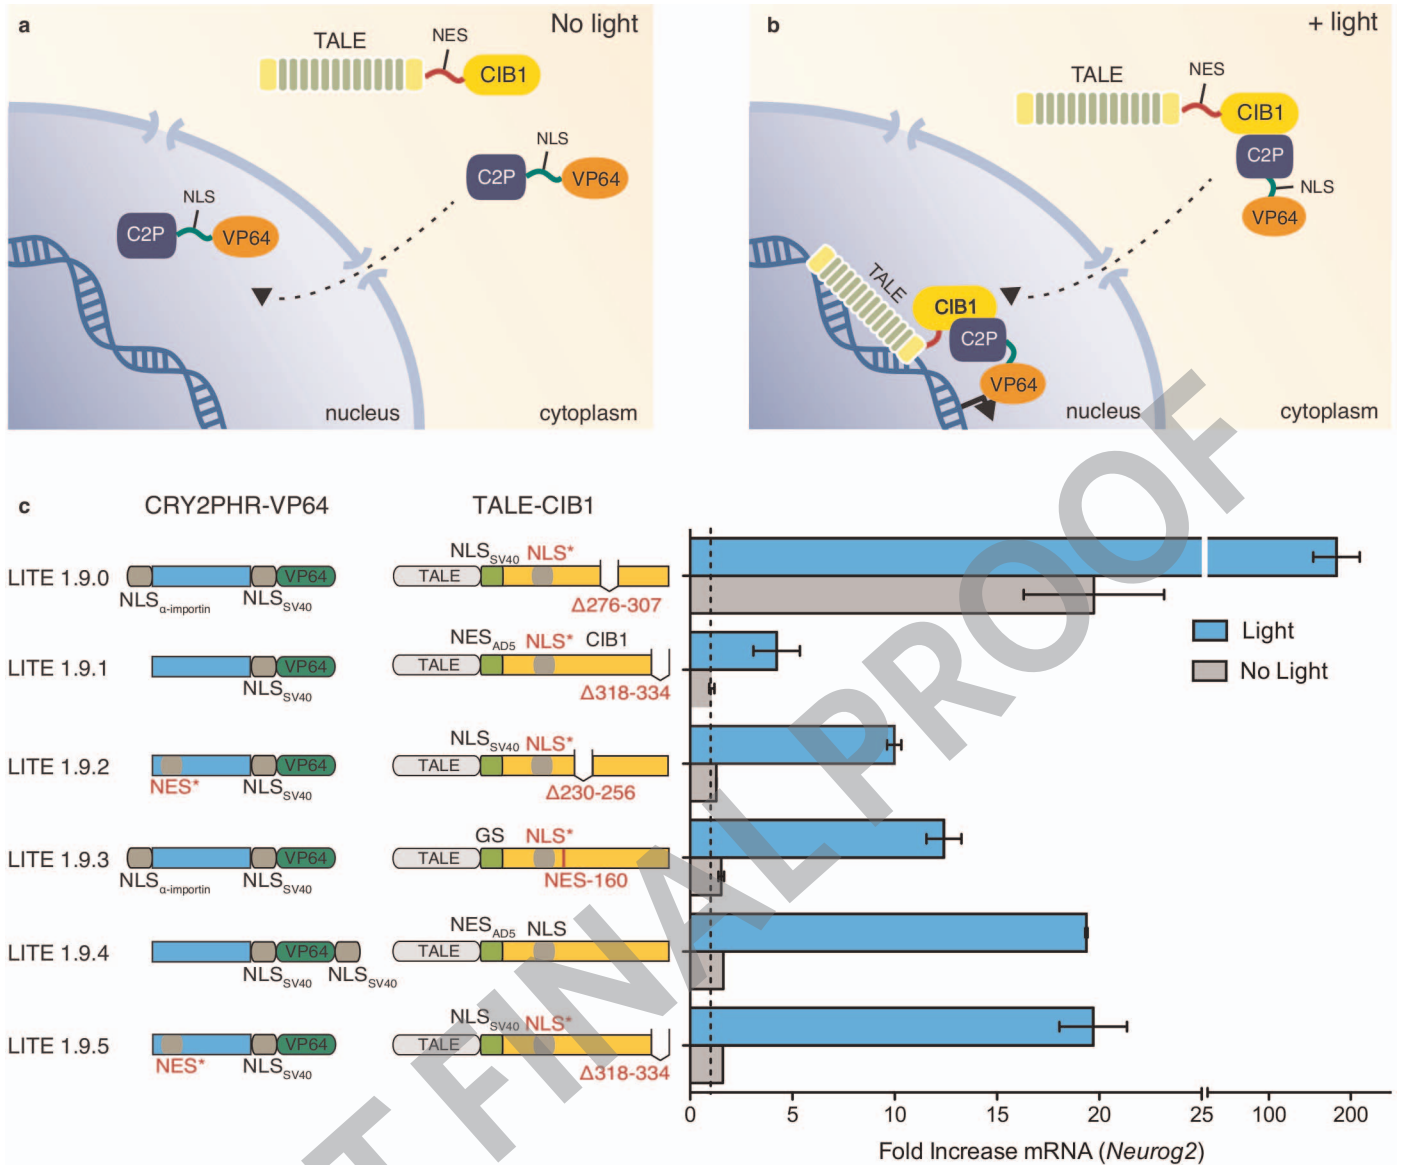 a
No light
TALE
NES
CIB1
C2P
NLS
VP64
C2P
NLS
VP64
nucleus
cytoplasm
b
+ light
TALE
NES
CIB1
C2P
NLS
VP64
TALE
CIB1
C2P
VP64
nucleus
cytoplasm
c
CRY2PHR-VP64
TALE-CIB1
LITE 1.9.0
VP64
NLSα-importin
NLSSV40
NLSSV40 NLS*
TALE
Δ276-307
LITE 1.9.1
VP64
NLSSV40
NESAD5 NLS* CIB1
TALE
Δ318-334
LITE 1.9.2
VP64
NES*
NLSSV40
NLSSV40 NLS*
TALE
Δ230-256
LITE 1.9.3
VP64
NLSα-importin
NLSSV40
GS NLS*
TALE
NES-160
LITE 1.9.4
VP64
NLSSV40 NLSSV40
NESAD5 NLS
TALE
LITE 1.9.5
VP64
NES*
NLSSV40
NLSSV40 NLS*
TALE
Δ318-334
Light
No Light
0 5 10 15 20 25 100 200
Fold Increase mRNA (Neurog2)
T FINAL PROOF